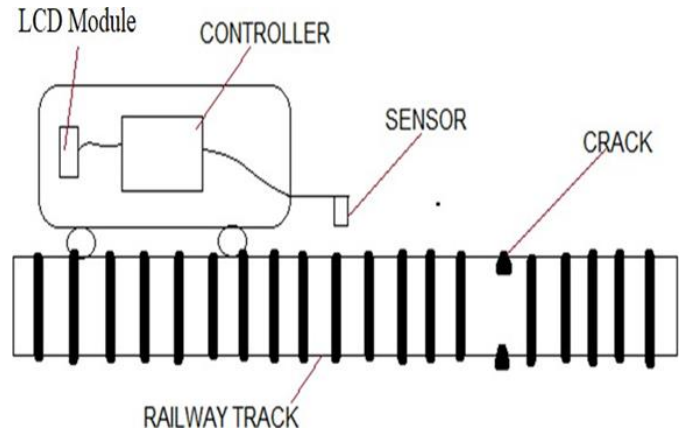 LCD Module
CONTROLLER
SENSOR
CRACK
RAILWAY TRACK